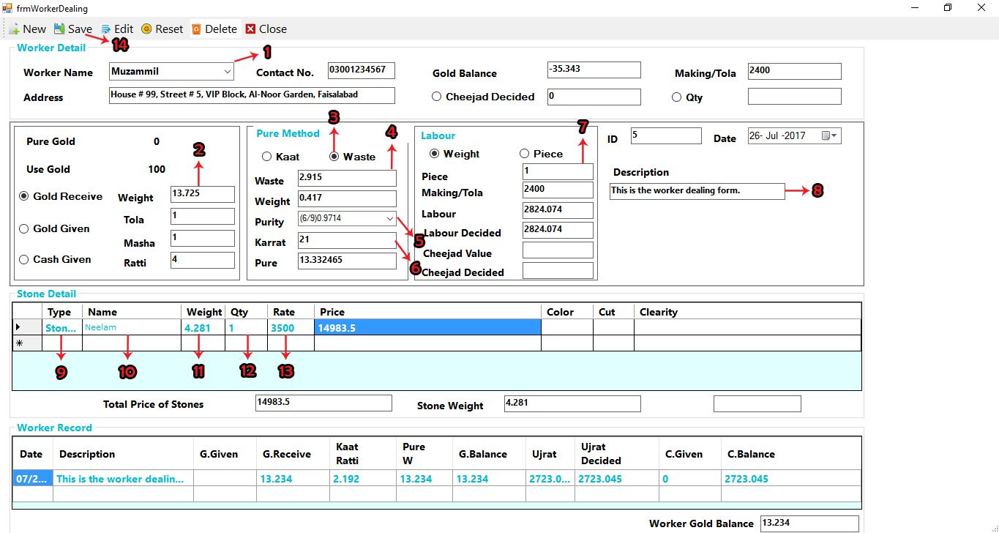 frmWorkerDealing
New Save Edit Reset Delete Close
14
Worker Detail
1
Worker Name Muzammil Contact No. 03001234567 Gold Balance -35.343 Making/Tola 2400
Address House # 99, Street # 5, VIP Block, Al-Noor Garden, Faisalabad Cheejad Decided 0 Qty
Pure Gold 0
Use Gold 100
2
Gold Receive Weight 13.725
Tola 1
Gold Given
Masha 1
Cash Given Ratti 4
Pure Method
3
4
Kaat Waste
Waste 2.915
Weight 0.417
Purity (6/9)0.9714
5
Karrat 21
6
Pure 13.332465
Labour
7
Weight Piece
Piece 1
Making/Tola 2400
Labour 2824.074
Labour Decided 2824.074
Cheejad Value
Cheejad Decided
ID 5 Date 26- Jul -2017
Description
This is the worker dealing form.
8
Stone Detail
Type Name Weight Qty Rate Price Color Cut Clearity
Ston... Neelam 4.281 1 3500 14983.5
*
9 10 11 12 13
Total Price of Stones 14983.5 Stone Weight 4.281
Worker Record
Date Description G.Given G.Receive Kaat Ratti Pure W G.Balance Ujrat Ujrat Decided C.Given C.Balance
07/2... This is the worker dealin... 13.234 2.192 13.234 13.234 2723.0... 2723.045 0 2723.045
Worker Gold Balance 13.234